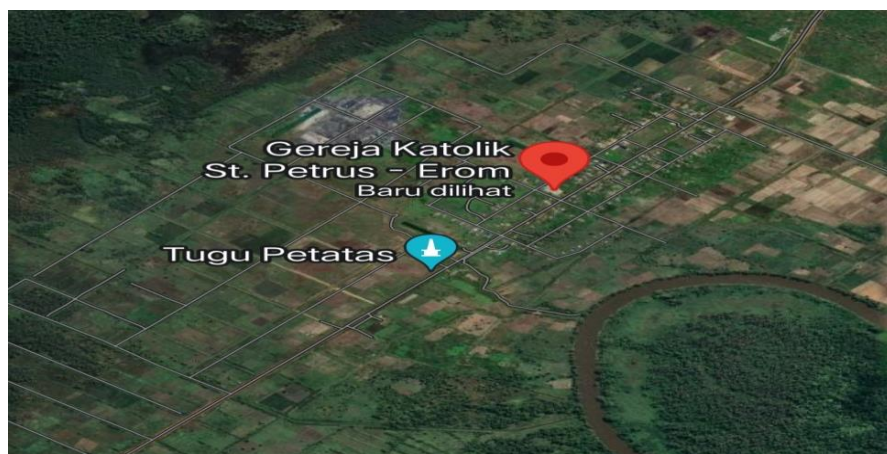 Gereja Katolik
St. Petrus - Erom
Baru dilihat
Tugu Petatas